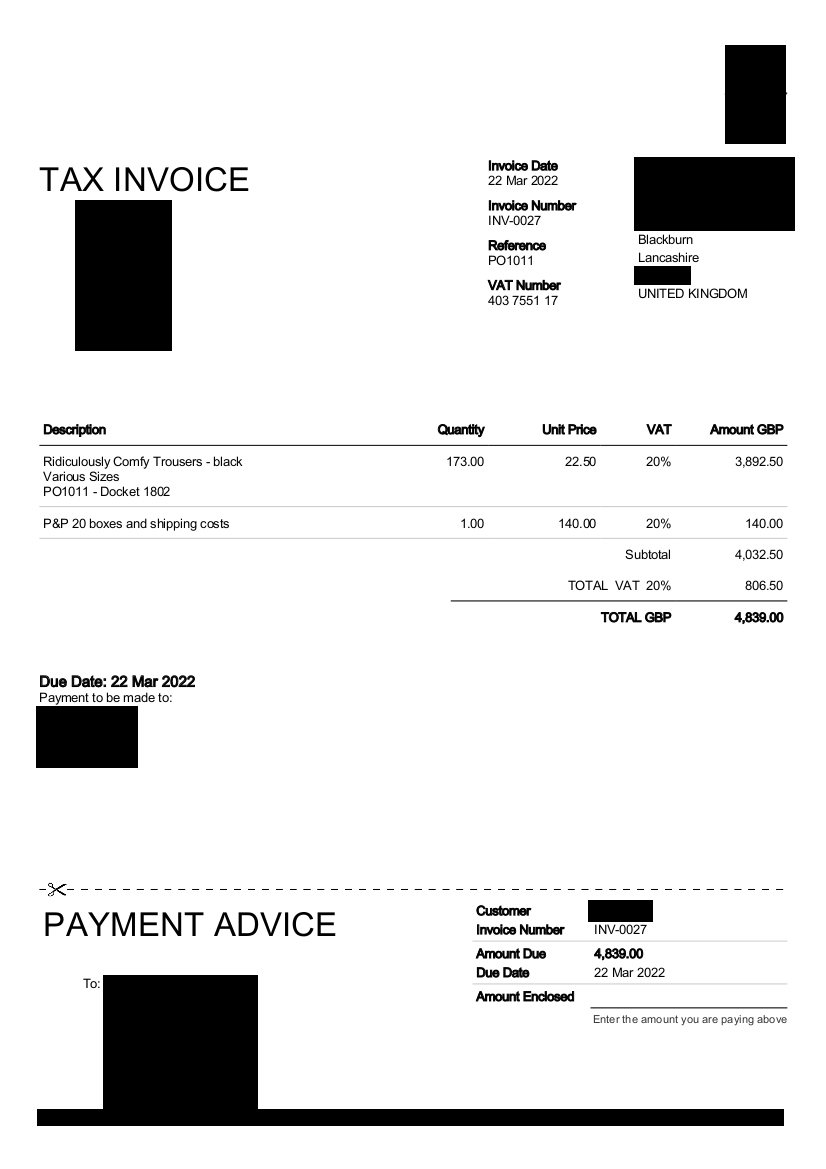 TAX INVOICE
Invoice Date
22 Mar 2022
Invoice Number
INV-0027
Reference
PO1011
VAT Number
403 7551 17
Blackburn
Lancashire
UNITED KINGDOM
Description Quantity Unit Price VAT Amount GBP
Ridiculously Comfy Trousers - black 173.00 22.50 20% 3,892.50
Various Sizes
PO1011 - Docket 1802
P&P 20 boxes and shipping costs 1.00 140.00 20% 140.00
Subtotal 4,032.50
TOTAL VAT 20% 806.50
TOTAL GBP 4,839.00
Due Date: 22 Mar 2022
Payment to be made to:
PAYMENT ADVICE
To:
Customer
Invoice Number INV-0027
Amount Due 4,839.00
Due Date 22 Mar 2022
Amount Enclosed
Enter the amount you are paying above